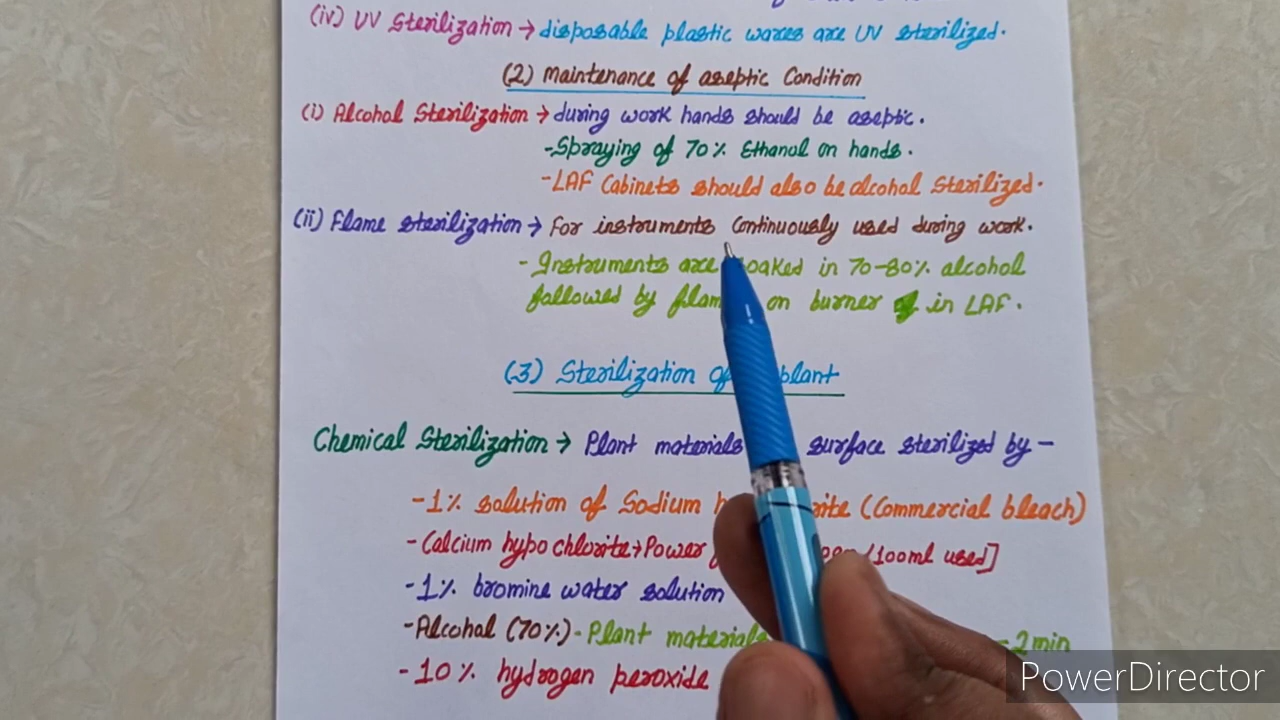 (iv) UV Sterilization → disposable plastic wares are UV sterilized.
(2) Maintenance of aseptic Condition
(i) Alcohol Sterilization → during work hands should be aseptic.
-Spraying of 70% Ethanol on hands.
-LAF Cabinets should also be alcohol Sterilized.
(ii) Flame sterilization → For instruments Continuously used during work.
- Instruments are soaked in 70-80% alcohol
followed by on burner in LAF.
(3) Sterilization of
Chemical Sterilization → Plant materials surface sterilized by -
-1% solution of Sodium (Commercial bleach)
-Calcium hypochlorite→Power /100ml used]
-1% bromine water solution
-Alcohol (70%)-Plant materials 2 min
-10% hydrogen peroxide
PowerDirector